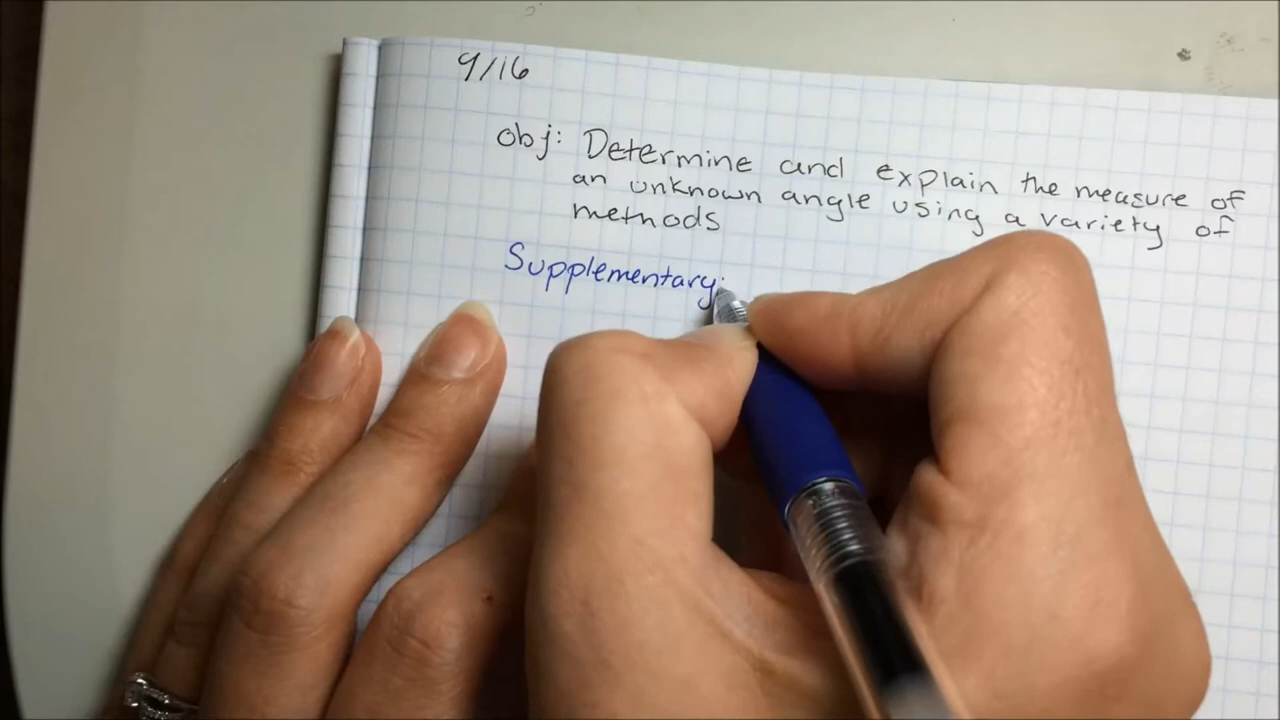 9/16
obj: Determine and explain the measure of
an unknown angle using a variety of
methods
Supplementary: